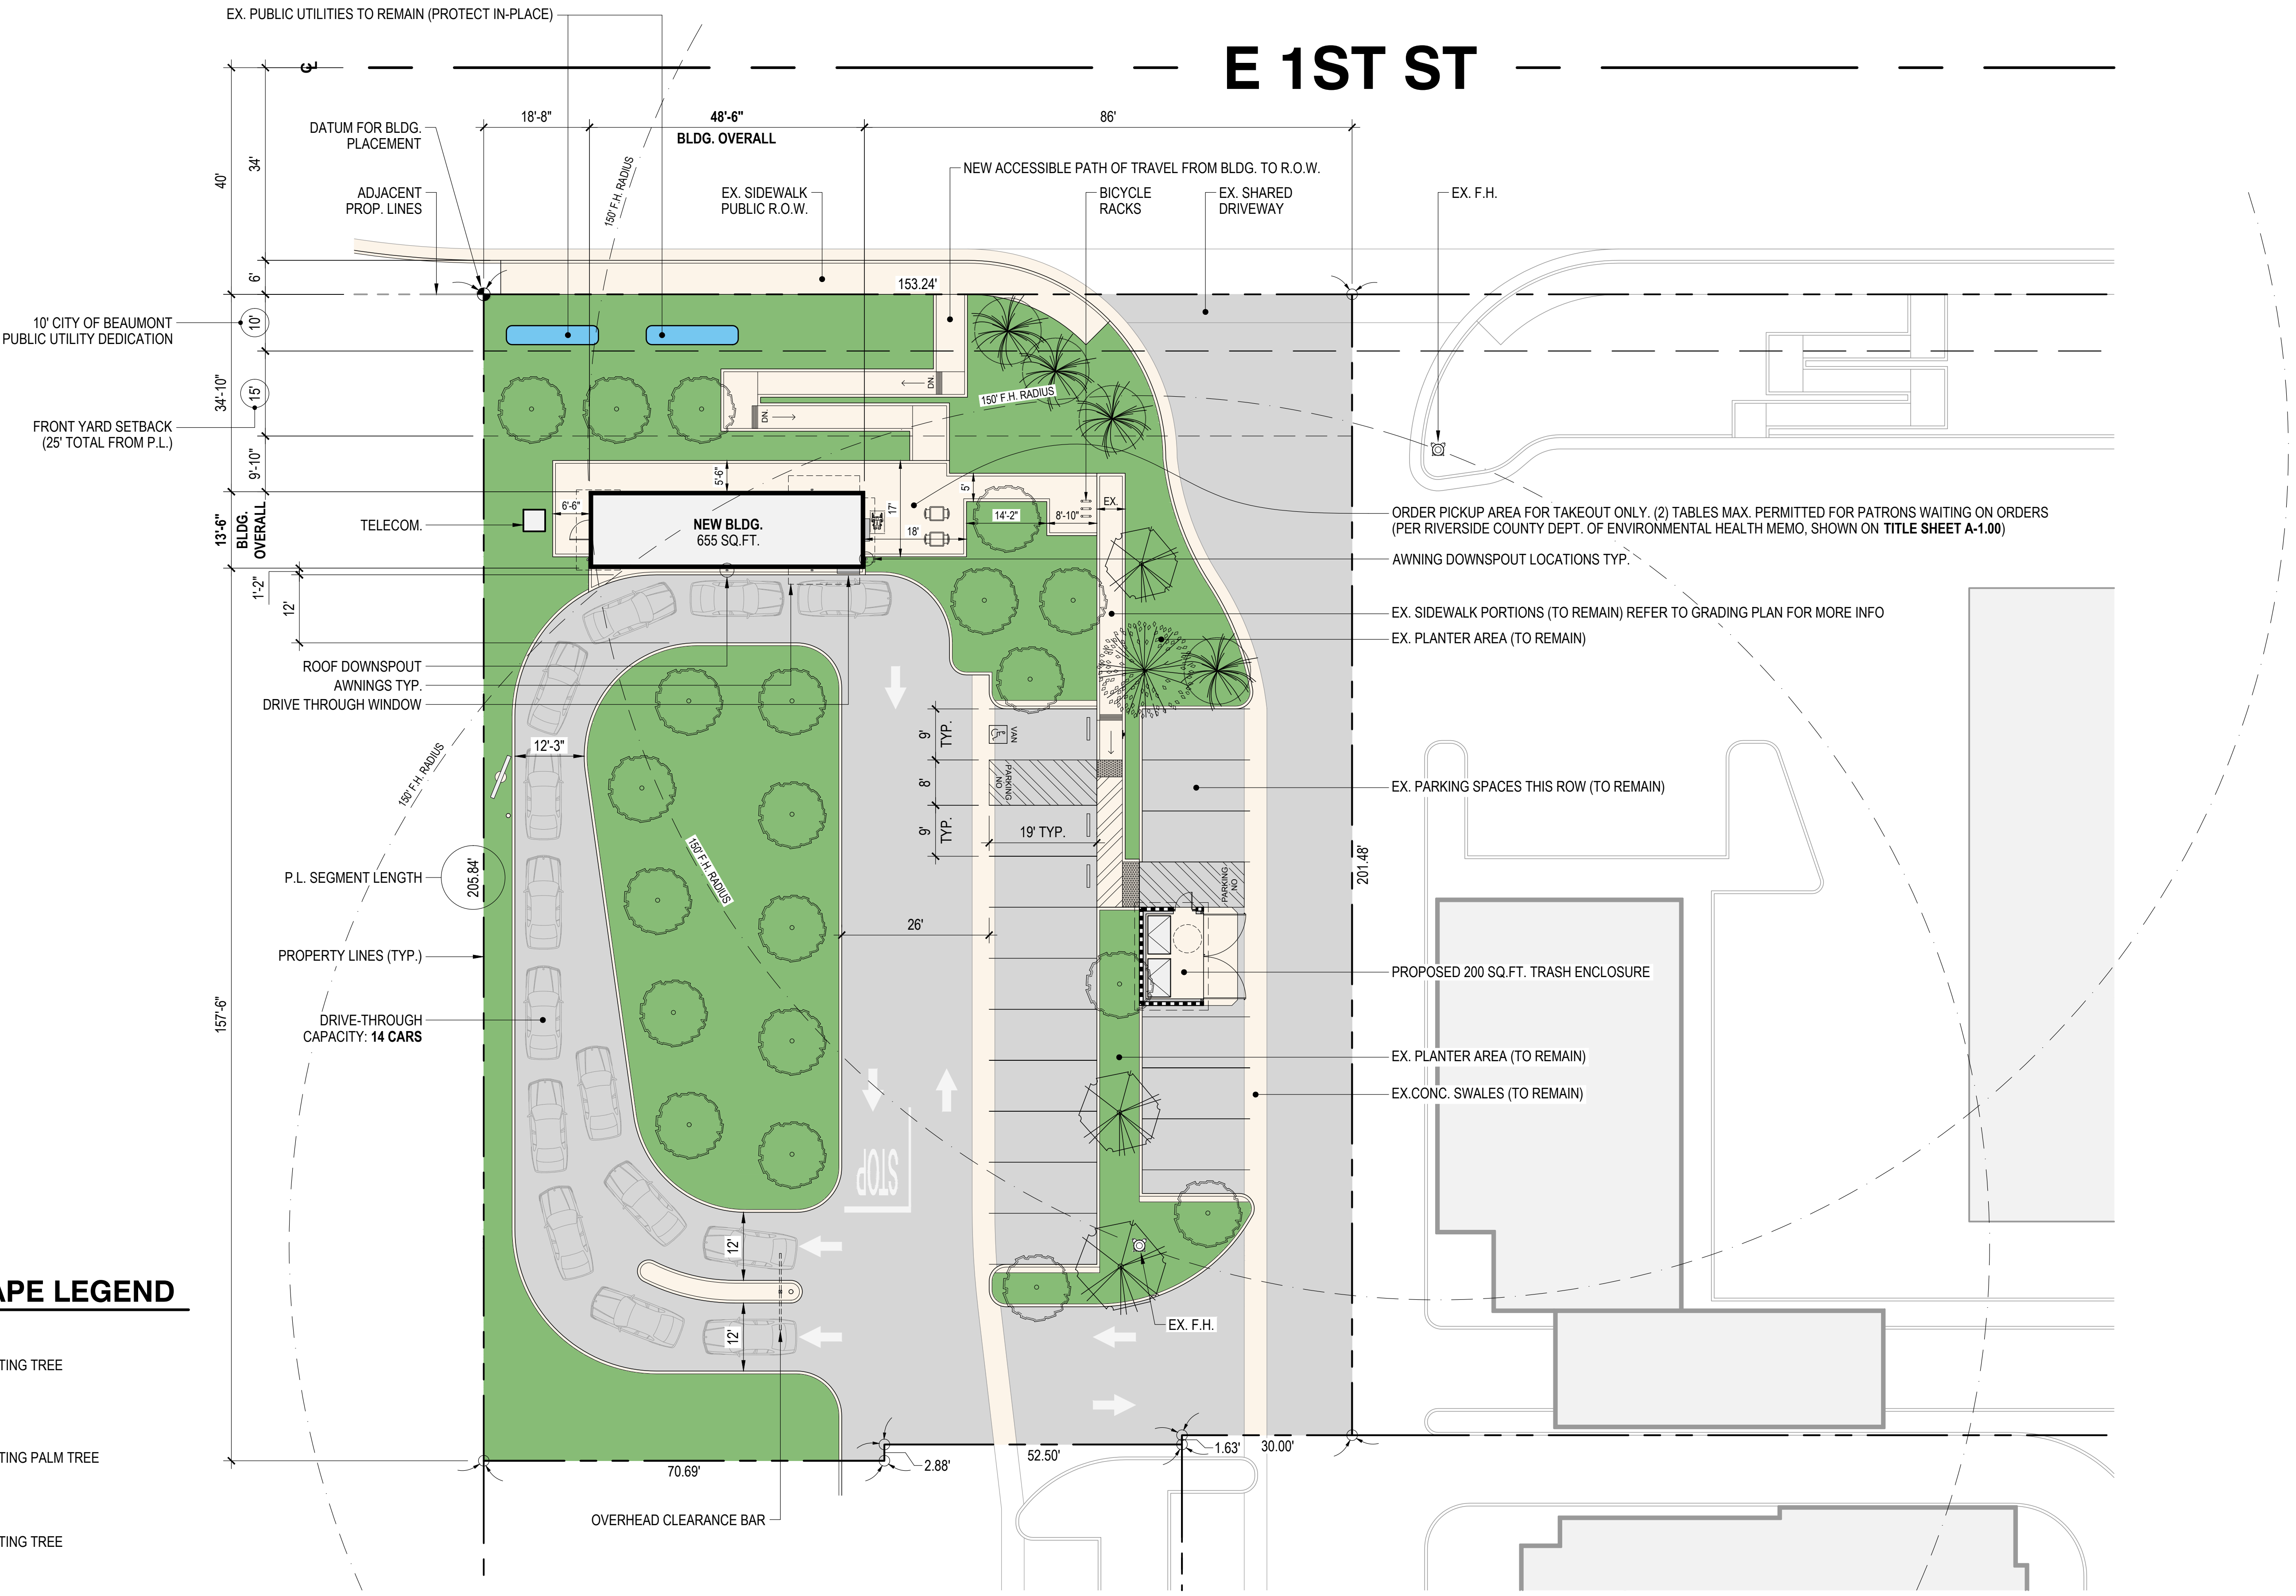 EX. PUBLIC UTILITIES TO REMAIN (PROTECT IN-PLACE)
E 1ST ST
18'-8"
48'-6"
BLDG. OVERALL
86'
DATUM FOR BLDG.
PLACEMENT
40'
34'
150' F.H. RADIUS
NEW ACCESSIBLE PATH OF TRAVEL FROM BLDG. TO R.O.W.
ADJACENT
PROP. LINES
EX. SIDEWALK
PUBLIC R.O.W.
BICYCLE
RACKS
EX. SHARED
DRIVEWAY
EX. F.H.
6'
153.24'
10' CITY OF BEAUMONT
PUBLIC UTILITY DEDICATION
10'
34'-10"
15'
DN.
DN.
150' F.H. RADIUS
FRONT YARD SETBACK
(25' TOTAL FROM P.L.)
9'-10"
5'-6"
17'
5'
EX.
6'-6"
14'-2"
8'-10"
18'
NEW BLDG.
655 SQ.FT.
TELECOM.
13'-6"
BLDG.
OVERALL
ORDER PICKUP AREA FOR TAKEOUT ONLY. (2) TABLES MAX. PERMITTED FOR PATRONS WAITING ON ORDERS
(PER RIVERSIDE COUNTY DEPT. OF ENVIRONMENTAL HEALTH MEMO, SHOWN ON TITLE SHEET A-1.00)
AWNING DOWNSPOUT LOCATIONS TYP.
1'-2"
12'
EX. SIDEWALK PORTIONS (TO REMAIN) REFER TO GRADING PLAN FOR MORE INFO
EX. PLANTER AREA (TO REMAIN)
ROOF DOWNSPOUT
AWNINGS TYP.
DRIVE THROUGH WINDOW
12'-3"
150' F.H. RADIUS
9'
TYP.
VAN
8'
NO
PARKING
EX. PARKING SPACES THIS ROW (TO REMAIN)
9'
TYP.
19' TYP.
150' F.H. RADIUS
P.L. SEGMENT LENGTH
205.84'
201.48'
NO
PARKING
26'
PROPERTY LINES (TYP.)
PROPOSED 200 SQ.FT. TRASH ENCLOSURE
157'-6"
DRIVE-THROUGH
CAPACITY: 14 CARS
EX. PLANTER AREA (TO REMAIN)
EX.CONC. SWALES (TO REMAIN)
STOP
12'
12'
EX. F.H.
APE LEGEND
TING TREE
TING PALM TREE
TING TREE
70.69'
2.88'
52.50'
1.63'
30.00'
OVERHEAD CLEARANCE BAR